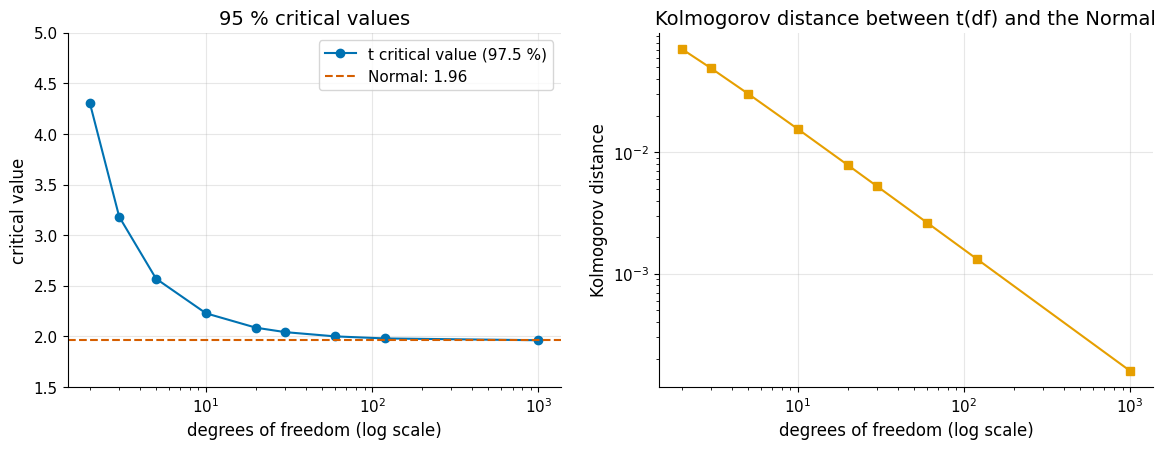 95 % critical values
critical value
5.0
4.5
4.0
3.5
3.0
2.5
2.0
1.5
t critical value (97.5 %)
Normal: 1.96
10¹
10²
10³
degrees of freedom (log scale)
Kolmogorov distance between t(df) and the Normal
Kolmogorov distance
10⁻²
10⁻³
10¹
10²
10³
degrees of freedom (log scale)